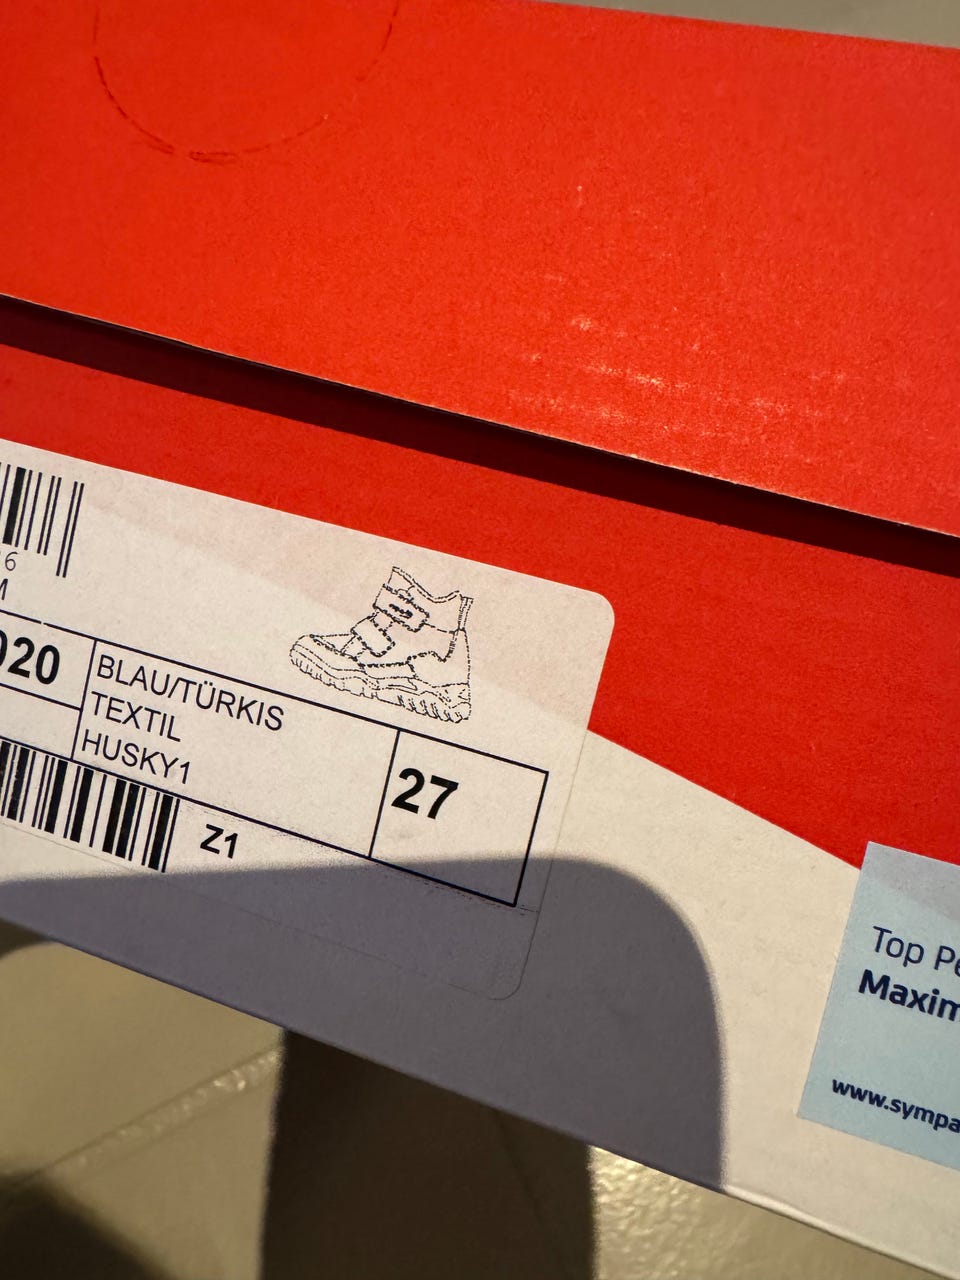 6
M
020
BLAU/TÜRKIS
TEXTIL
HUSKY1
27
Z1
Top Pe
Maxim
www.sympa